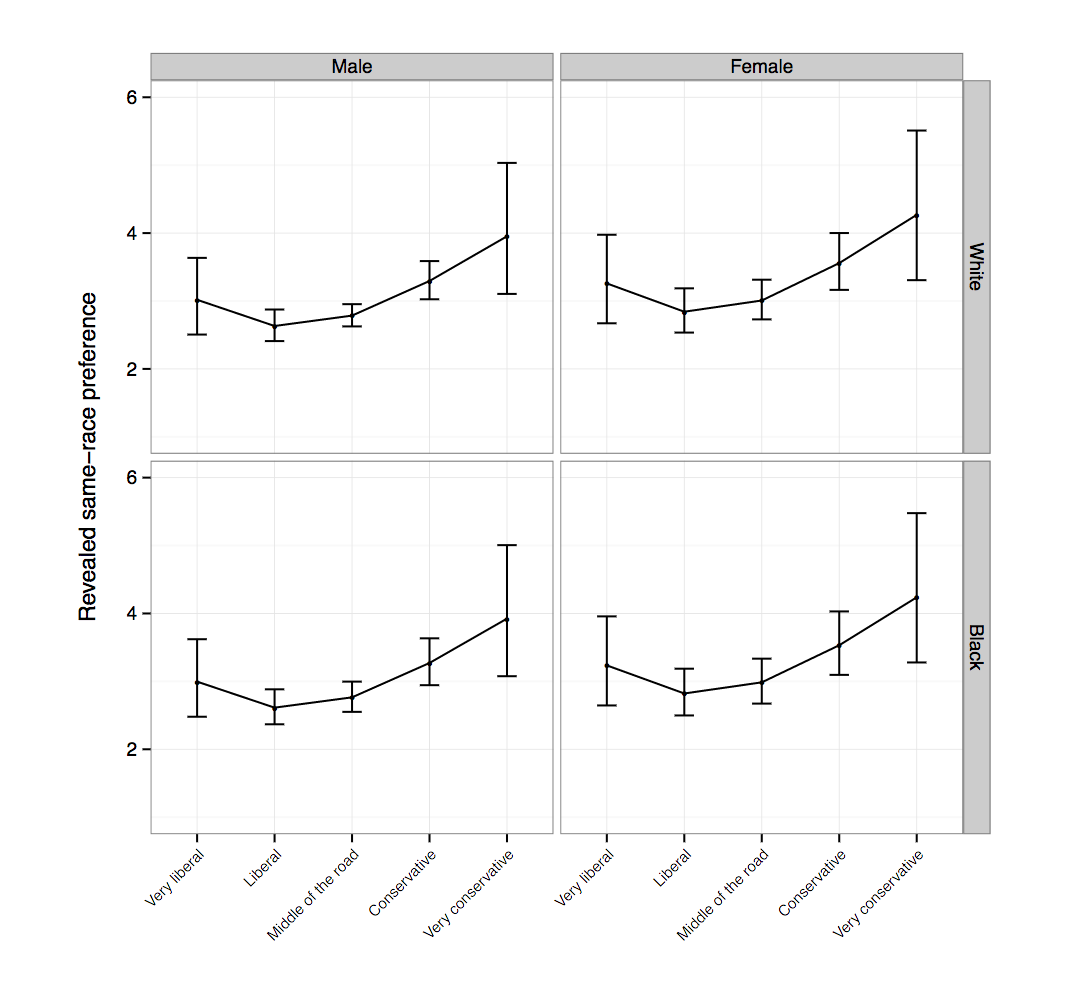 Male
Female
6
4
2
White
Revealed same−race preference
6
4
2
Black
Very liberal
Liberal
Middle of the road
Conservative
Very conservative
Very liberal
Liberal
Middle of the road
Conservative
Very conservative